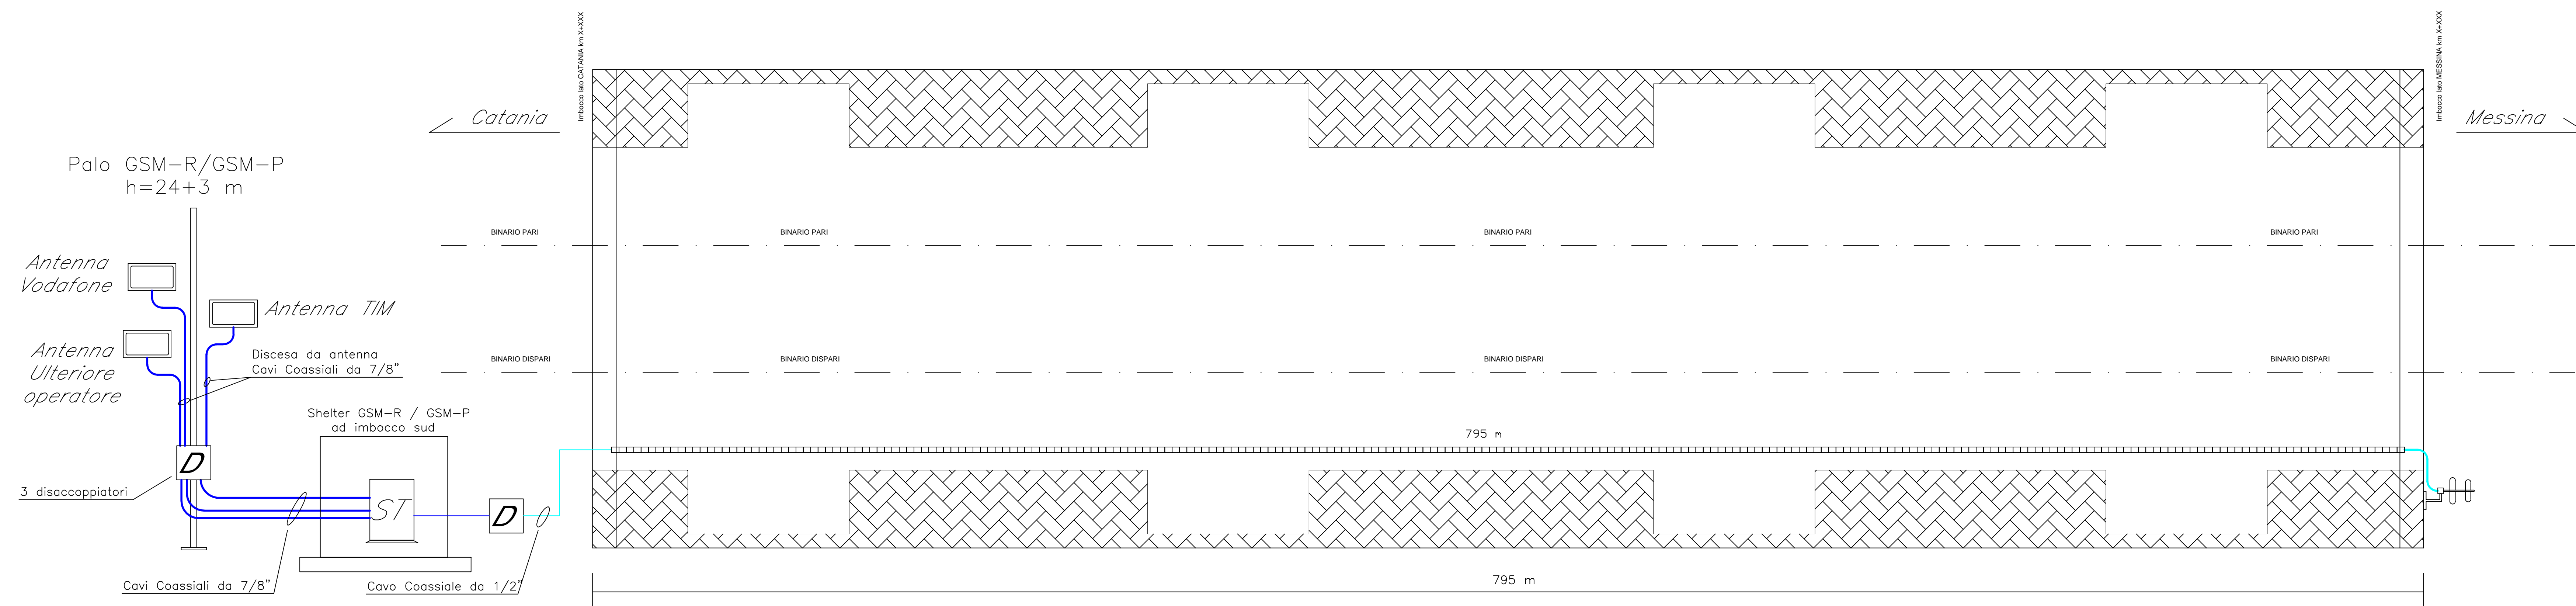 Imbocco lato CATANIA km X+XXX
Imbocco lato MESSINA km X+XXX
Catania
Messina
Palo GSM-R/GSM-P
h=24+3 m
BINARIO PARI
BINARIO PARI
BINARIO PARI
BINARIO PARI
Antenna
Vodafone
Antenna TIM
Antenna
Ulteriore
operatore
Discesa da antenna
Cavi Coassiali da 7/8"
BINARIO DISPARI
BINARIO DISPARI
BINARIO DISPARI
BINARIO DISPARI
Shelter GSM-R / GSM-P
ad imbocco sud
795 m
D
3 disaccoppiatori
ST
D
Cavi Coassiali da 7/8"
Cavo Coassiale da 1/2"
795 m